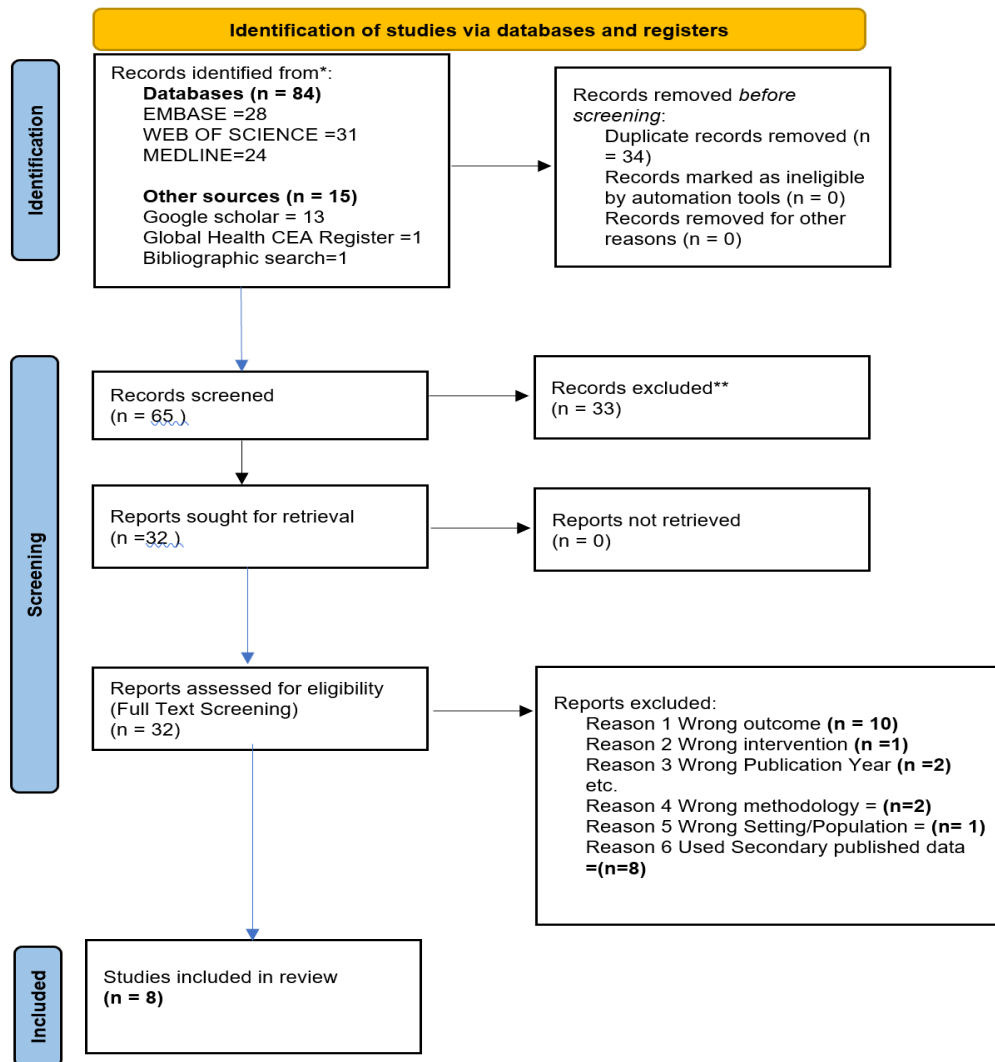 Identification of studies via databases and registers
Identification
Records identified from*:
Databases (n = 84)
EMBASE =28
WEB OF SCIENCE =31
MEDLINE=24
Other sources (n = 15)
Google scholar = 13
Global Health CEA Register =1
Bibliographic search=1
Records removed before
screening:
Duplicate records removed (n
= 34)
Records marked as ineligible
by automation tools (n = 0)
Records removed for other
reasons (n = 0)
Screening
Records screened
(n = 65 )
Records excluded**
(n = 33)
Reports sought for retrieval
(n =32 )
Reports not retrieved
(n = 0)
Reports assessed for eligibility
(Full Text Screening)
(n = 32)
Reports excluded:
Reason 1 Wrong outcome (n = 10)
Reason 2 Wrong intervention (n =1)
Reason 3 Wrong Publication Year (n =2)
etc.
Reason 4 Wrong methodology = (n=2)
Reason 5 Wrong Setting/Population = (n= 1)
Reason 6 Used Secondary published data
=(n=8)
Included
Studies included in review
(n = 8)